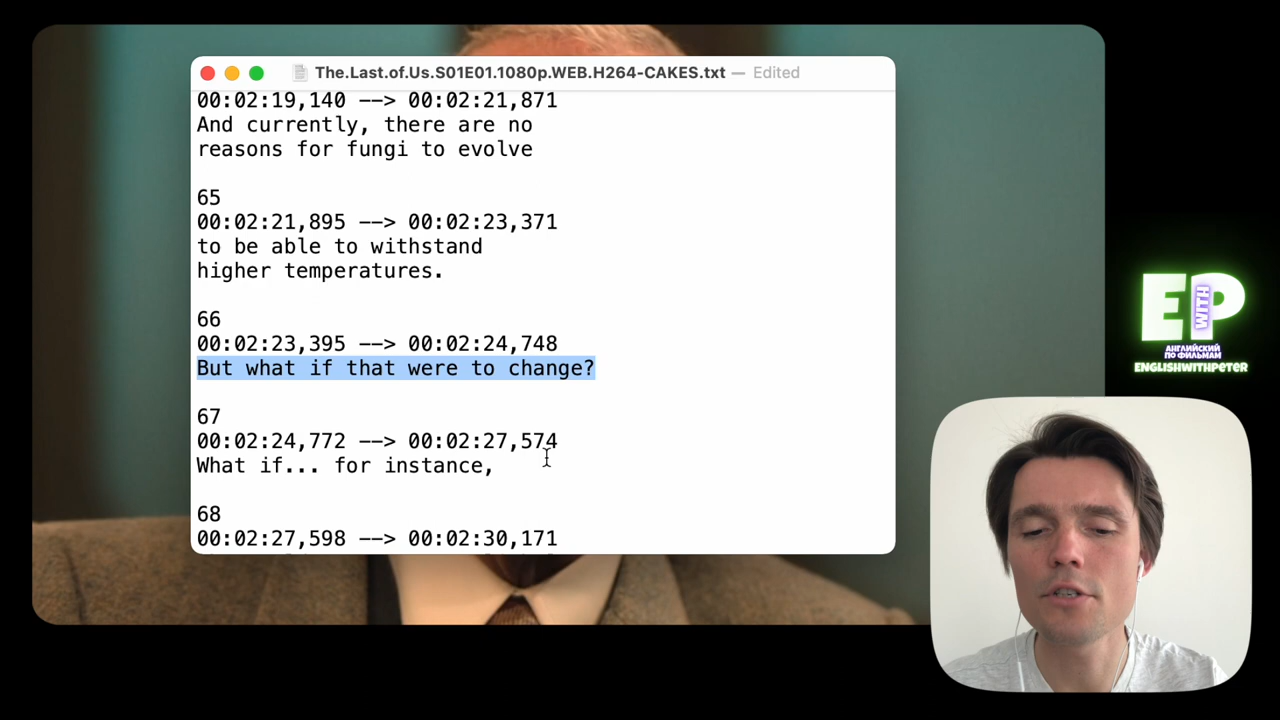 The.Last.of.Us.S01E01.1080p.WEB.H264-CAKES.txt — Edited
00:02:19,140 --> 00:02:21,871
And currently, there are no
reasons for fungi to evolve
65
00:02:21,895 --> 00:02:23,371
to be able to withstand
higher temperatures.
66
00:02:23,395 --> 00:02:24,748
But what if that were to change?
67
00:02:24,772 --> 00:02:27,574
What if... for instance,
68
00:02:27,598 --> 00:02:30,171
EP
WITH
АНГЛИЙСКИЙ
ПО ФИЛЬМАМ
ENGLISHWITHPETER